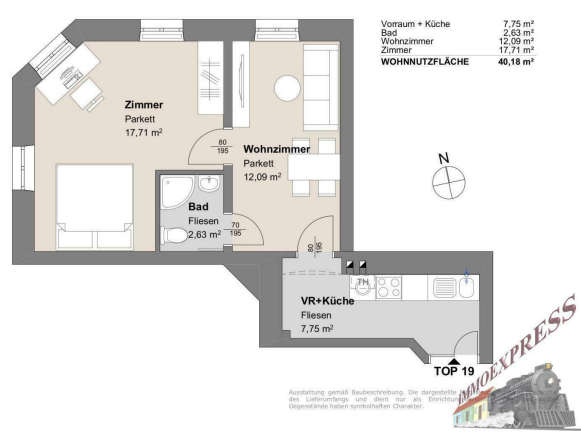 Vorraum + Küche 7,75 m²
Bad 2,63 m²
Wohnzimmer 12,09 m²
Zimmer 17,71 m²
WOHNNUTZFLÄCHE 40,18 m²
Zimmer
Parkett
17,71 m²
80
195
Wohnzimmer
Parkett
12,09 m²
N
Bad
Fliesen
2,63 m²
70
195
80
195
TH
VR+Küche
Fliesen
7,75 m²
TOP 19
IMMOEXPRESS
Ausstattung gemäß Baubeschreibung. Die dargestellte
des Lieferumfangs und dient nur als Einrichtun
Gegenstände haben symbolhaften Charakter.